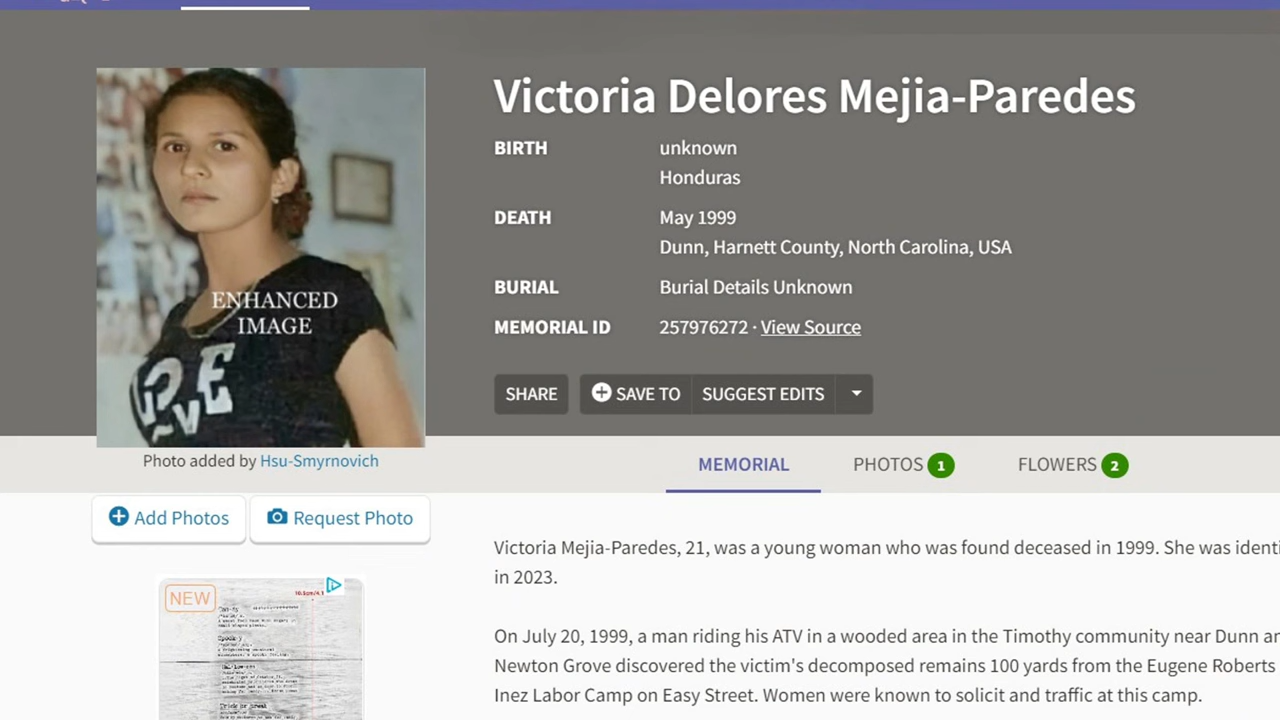 Victoria Delores Mejia-Paredes
BIRTH unknown
Honduras
DEATH May 1999
Dunn, Harnett County, North Carolina, USA
BURIAL Burial Details Unknown
MEMORIAL ID 257976272 · View Source
SHARE SAVE TO SUGGEST EDITS
ENHANCED
IMAGE
LOVE
Photo added by Hsu-Smyrnovich
MEMORIAL PHOTOS 1 FLOWERS 2
Add Photos Request Photo
Victoria Mejia-Paredes, 21, was a young woman who was found deceased in 1999. She was identi
in 2023.
NEW
On July 20, 1999, a man riding his ATV in a wooded area in the Timothy community near Dunn an
Newton Grove discovered the victim's decomposed remains 100 yards from the Eugene Roberts
Inez Labor Camp on Easy Street. Women were known to solicit and traffic at this camp.